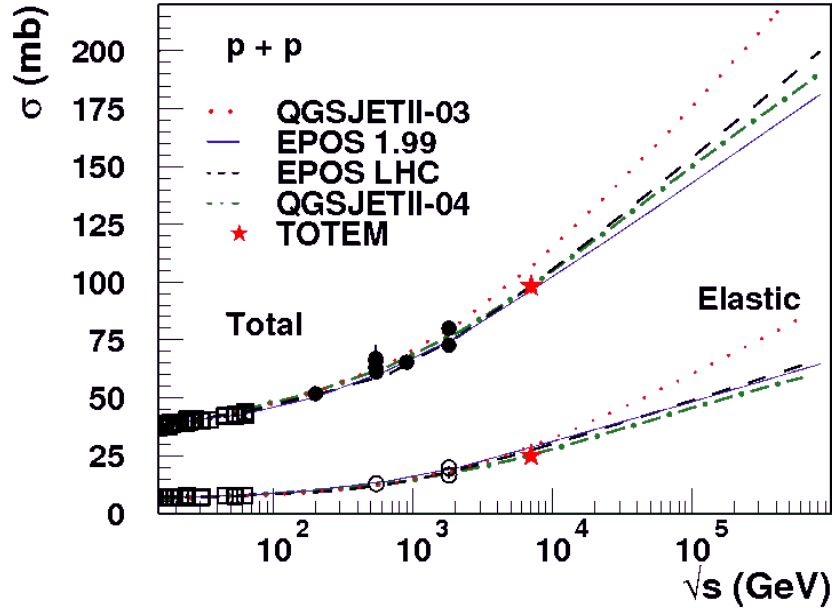 p + p
QGSJETII-03
EPOS 1.99
EPOS LHC
QGSJETII-04
TOTEM
Total
Elastic
σ (mb)
200
175
150
125
100
75
50
25
0
10² 10³ 10⁴ 10⁵
√s (GeV)